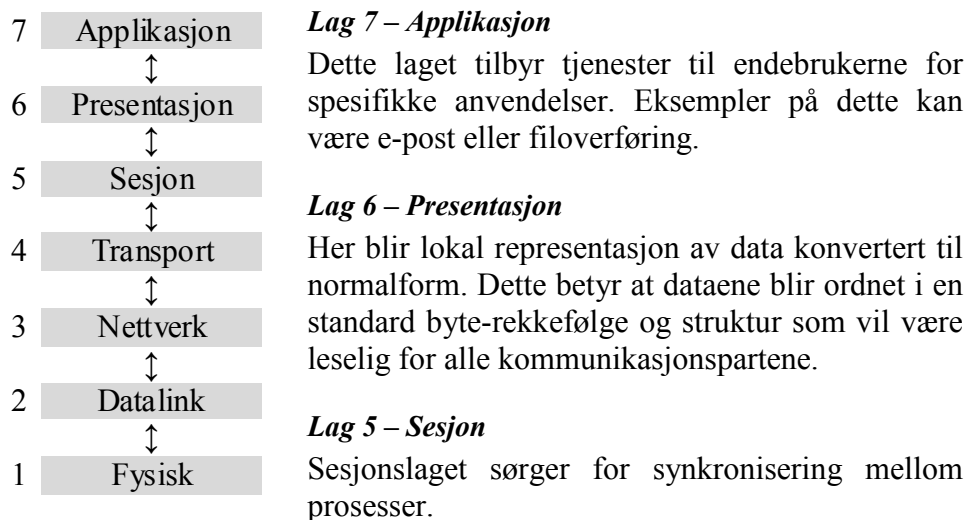 7 Applikasjon
↕
6 Presentasjon
↕
5 Sesjon
↕
4 Transport
↕
3 Nettverk
↕
2 Datalink
↕
1 Fysisk
Lag 7 – Applikasjon
Dette laget tilbyr tjenester til endebrukerne for
spesifikke anvendelser. Eksempler på dette kan
være e-post eller filoverføring.
Lag 6 – Presentasjon
Her blir lokal representasjon av data konvertert til
normalform. Dette betyr at dataene blir ordnet i en
standard byte-rekkefølge og struktur som vil være
leselig for alle kommunikasjonspartene.
Lag 5 – Sesjon
Sesjonslaget sørger for synkronisering mellom
prosesser.